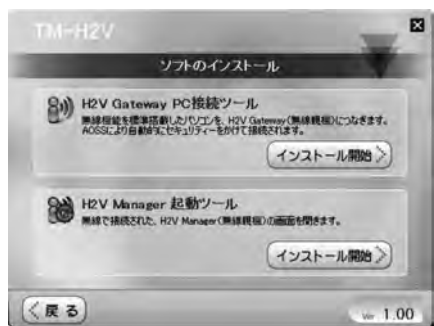 TM-H2V
ソフトのインストール
H2V Gateway PC接続ツール
無線機能を標準搭載したパソコンを、H2V Gateway(無線親機)につなぎます。
AOSSにより自動的にセキュリティーをかけて接続されます。
インストール開始
H2V Manager 起動ツール
無線で接続された、H2V Manager(無線親機)の画面を開きます。
インストール開始
戻る
Ver 1.00